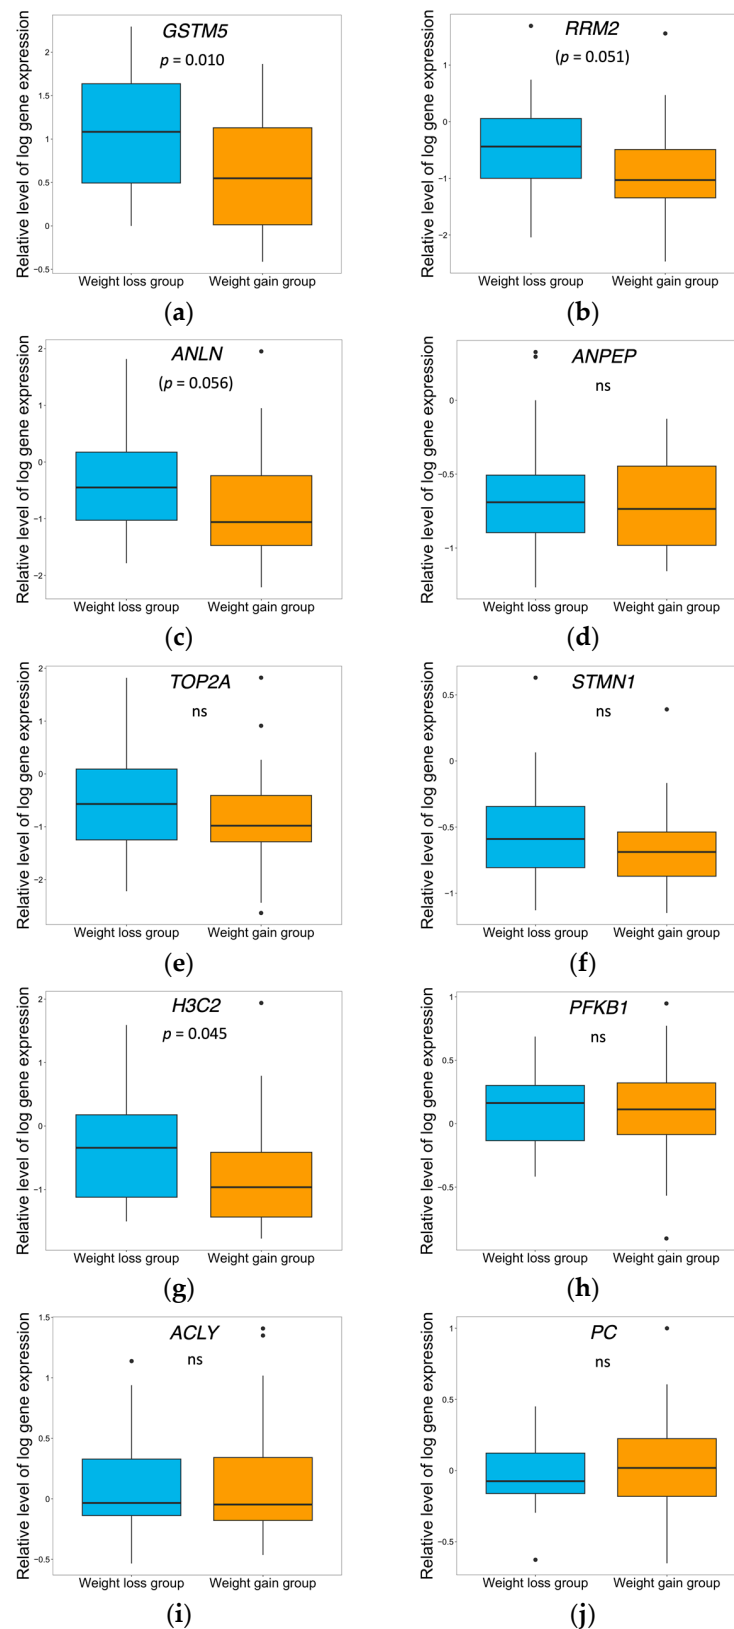 Relative level of log gene expression
GSTM5
p = 0.010
2
1.5
1
0.5
0
−0.5
Weight loss group Weight gain group
(a)
Relative level of log gene expression
RRM2
(p = 0.051)
1
0
−1
−2
Weight loss group Weight gain group
(b)
Relative level of log gene expression
ANLN
(p = 0.056)
2
1
0
−1
−2
Weight loss group Weight gain group
(c)
Relative level of log gene expression
ANPEP
ns
0
−0.5
−1
Weight loss group Weight gain group
(d)
Relative level of log gene expression
TOP2A
ns
2
1
0
−1
−2
Weight loss group Weight gain group
(e)
Relative level of log gene expression
STMN1
ns
0.5
0
−0.5
−1
Weight loss group Weight gain group
(f)
Relative level of log gene expression
H3C2
p = 0.045
2
1
0
−1
Weight loss group Weight gain group
(g)
Relative level of log gene expression
PFKB1
ns
1
0.5
0
−0.5
Weight loss group Weight gain group
(h)
Relative level of log gene expression
ACLY
ns
1.5
1
0.5
0
−0.5
Weight loss group Weight gain group
(i)
Relative level of log gene expression
PC
ns
1
0.5
0
−0.5
Weight loss group Weight gain group
(j)